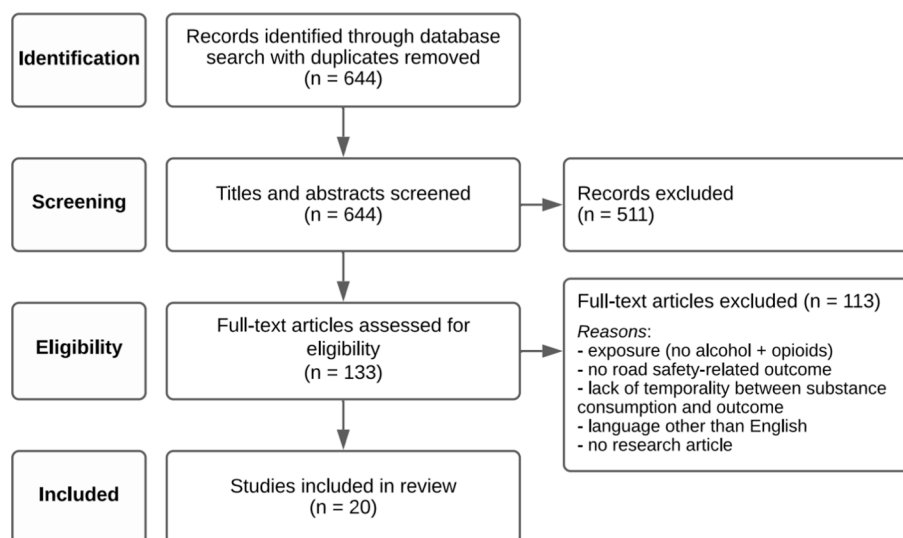 Identification
Records identified through database
search with duplicates removed
(n = 644)
Screening
Titles and abstracts screened
(n = 644)
Records excluded
(n = 511)
Eligibility
Full-text articles assessed for
eligibility
(n = 133)
Full-text articles excluded (n = 113)
Reasons:
- exposure (no alcohol + opioids)
- no road safety-related outcome
- lack of temporality between substance
consumption and outcome
- language other than English
- no research article
Included
Studies included in review
(n = 20)